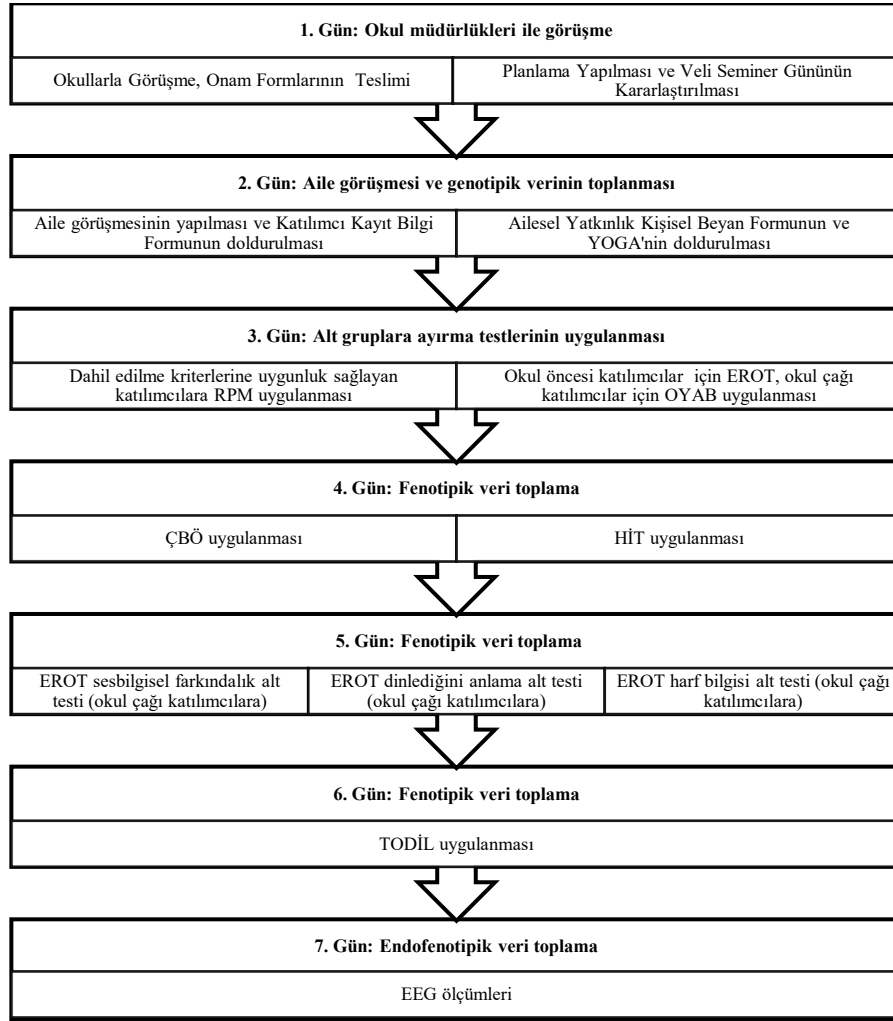 1. Gün: Okul müdürlükleri ile görüşme
Okullarla Görüşme, Onam Formlarının Teslimi
Planlama Yapılması ve Veli Seminer Gününün
Kararlaştırılması
2. Gün: Aile görüşmesi ve genotipik verinin toplanması
Aile görüşmesinin yapılması ve Katılımcı Kayıt Bilgi
Formunun doldurulması
Ailesel Yatkınlık Kişisel Beyan Formunun ve
YOGA'nin doldurulması
3. Gün: Alt gruplara ayırma testlerinin uygulanması
Dahil edilme kriterlerine uygunluk sağlayan
katılımcılara RPM uygulanması
Okul öncesi katılımcılar için EROT, okul çağı
katılımcılar için OYAB uygulanması
4. Gün: Fenotipik veri toplama
ÇBÖ uygulanması
HİT uygulanması
5. Gün: Fenotipik veri toplama
EROT sesbilgisel farkındalık alt
testi (okul çağı katılımcılara)
EROT dinlediğini anlama alt testi
(okul çağı katılımcılara)
EROT harf bilgisi alt testi (okul çağı
katılımcılara)
6. Gün: Fenotipik veri toplama
TODİL uygulanması
7. Gün: Endofenotipik veri toplama
EEG ölçümleri